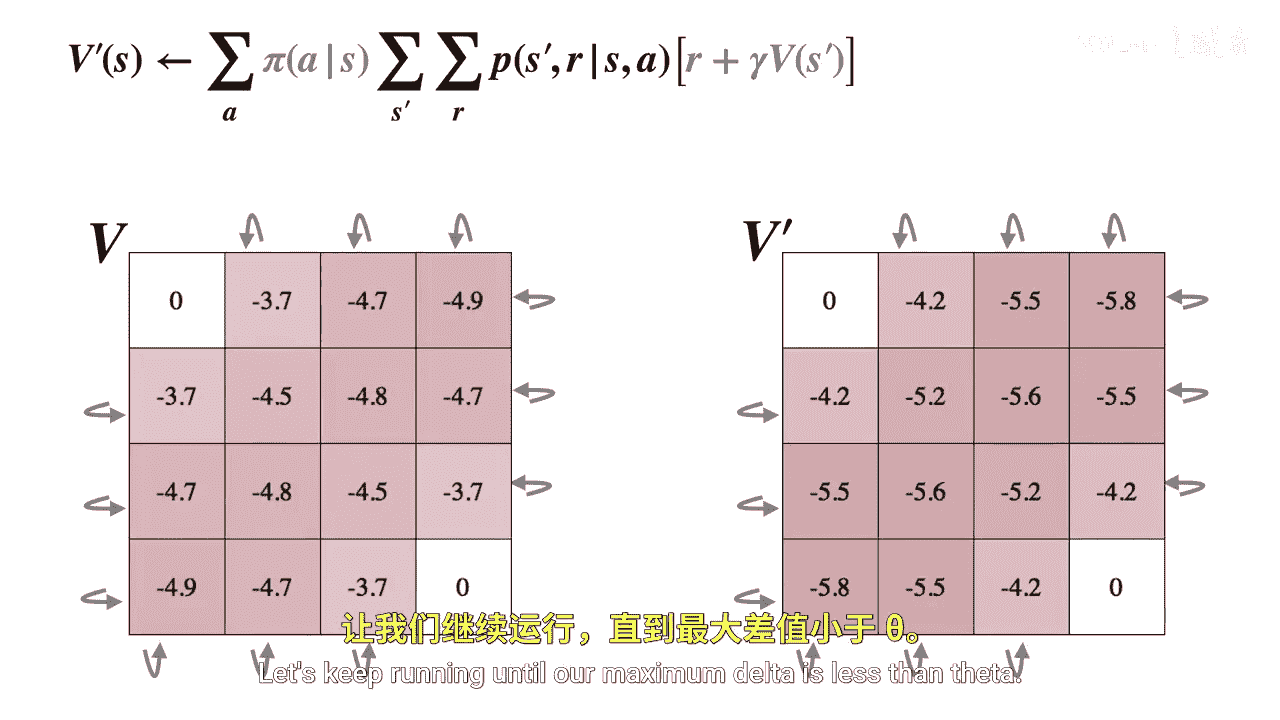 V′(s) ← ∑ π(a|s) ∑ ∑ p(s′,r|s,a)[r + γV(s′)]
a s′ r
V V′
0 -3.7 -4.7 -4.9 0 -4.2 -5.5 -5.8
-3.7 -4.5 -4.8 -4.7 -4.2 -5.2 -5.6 -5.5
-4.7 -4.8 -4.5 -3.7 -5.5 -5.6 -5.2 -4.2
-4.9 -4.7 -3.7 0 -5.8 -5.5 -4.2 0
让我们继续运行，直到最大差值小于 θ。
Let's keep running until our maximum delta is less than theta.